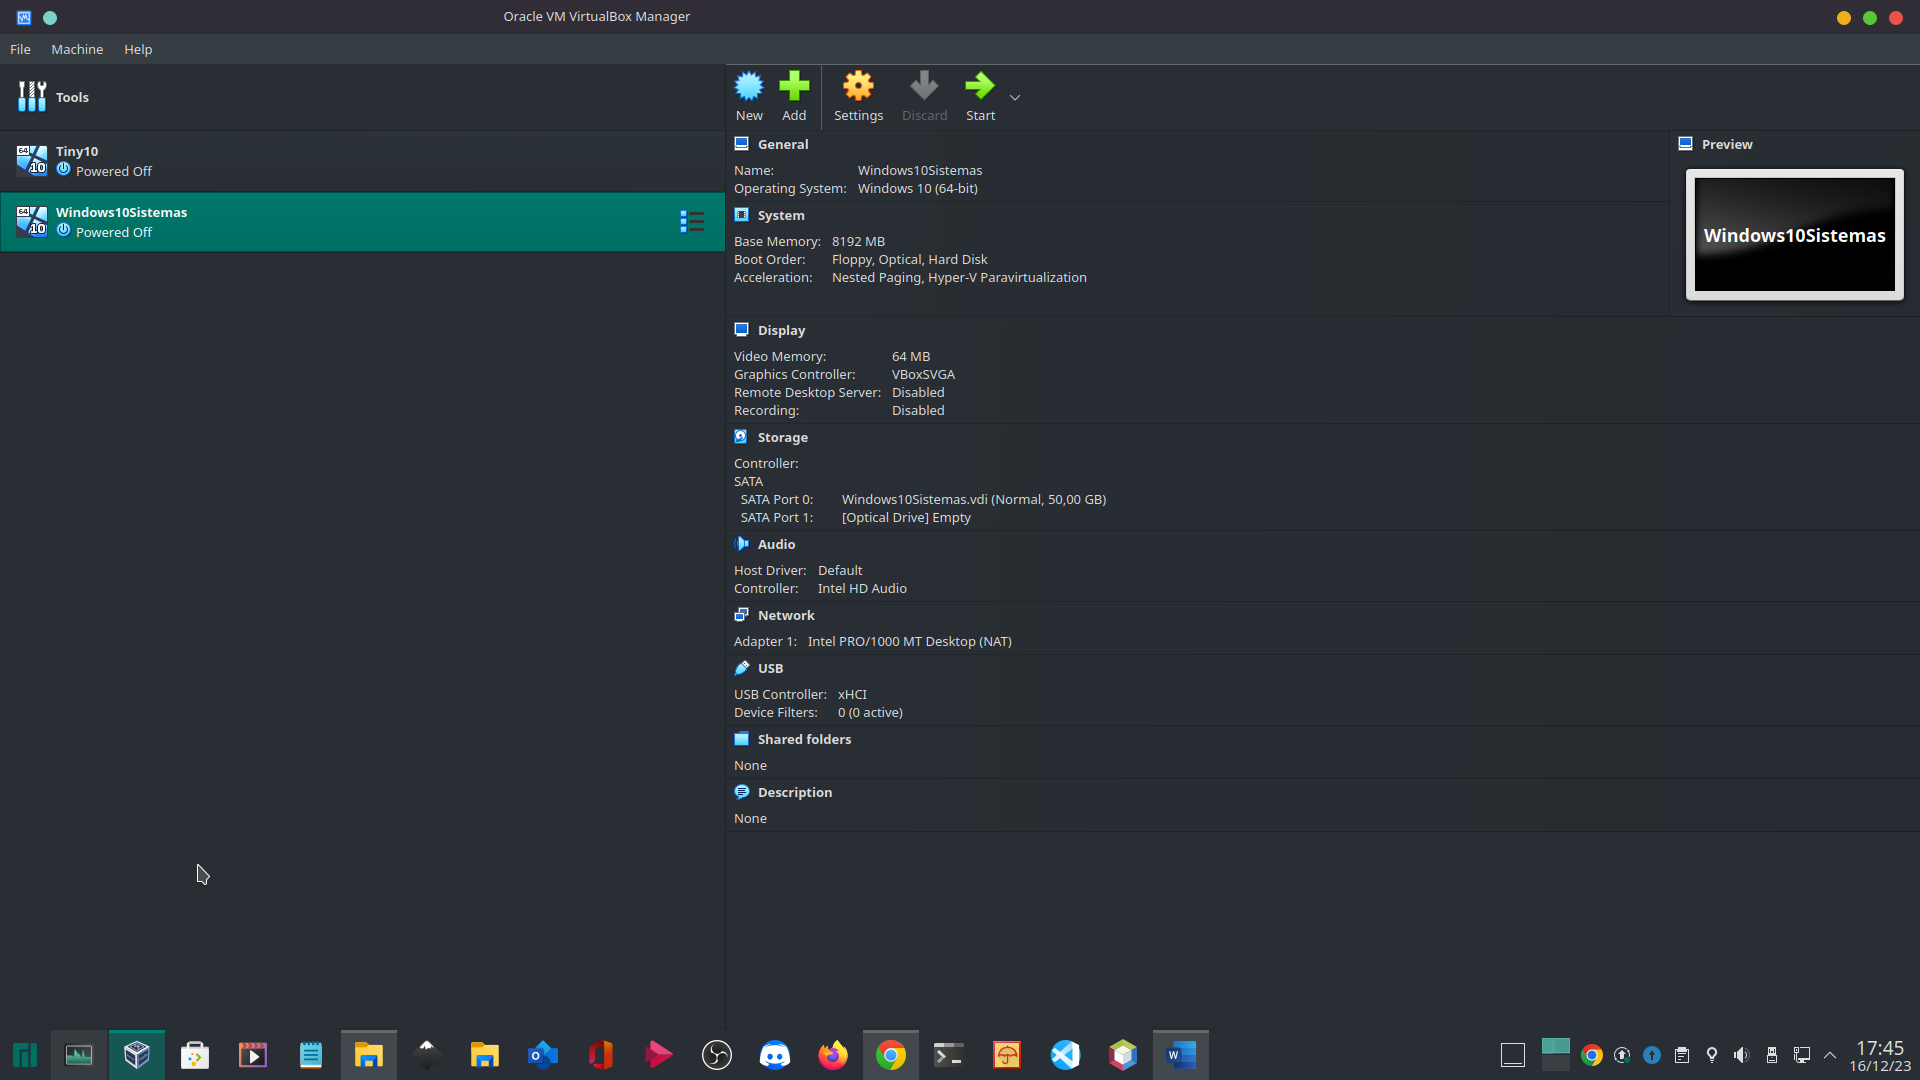 Oracle VM VirtualBox Manager
File Machine Help
Tools
New Add Settings Discard Start
64
10
Tiny10
Powered Off
64
10
Windows10Sistemas
Powered Off
General
Name: Windows10Sistemas
Operating System: Windows 10 (64-bit)
System
Base Memory: 8192 MB
Boot Order: Floppy, Optical, Hard Disk
Acceleration: Nested Paging, Hyper-V Paravirtualization
Preview
Windows10Sistemas
Display
Video Memory: 64 MB
Graphics Controller: VBoxSVGA
Remote Desktop Server: Disabled
Recording: Disabled
Storage
Controller:
SATA
SATA Port 0: Windows10Sistemas.vdi (Normal, 50,00 GB)
SATA Port 1: [Optical Drive] Empty
Audio
Host Driver: Default
Controller: Intel HD Audio
Network
Adapter 1: Intel PRO/1000 MT Desktop (NAT)
USB
USB Controller: xHCI
Device Filters: 0 (0 active)
Shared folders
None
Description
None
17:45
16/12/23